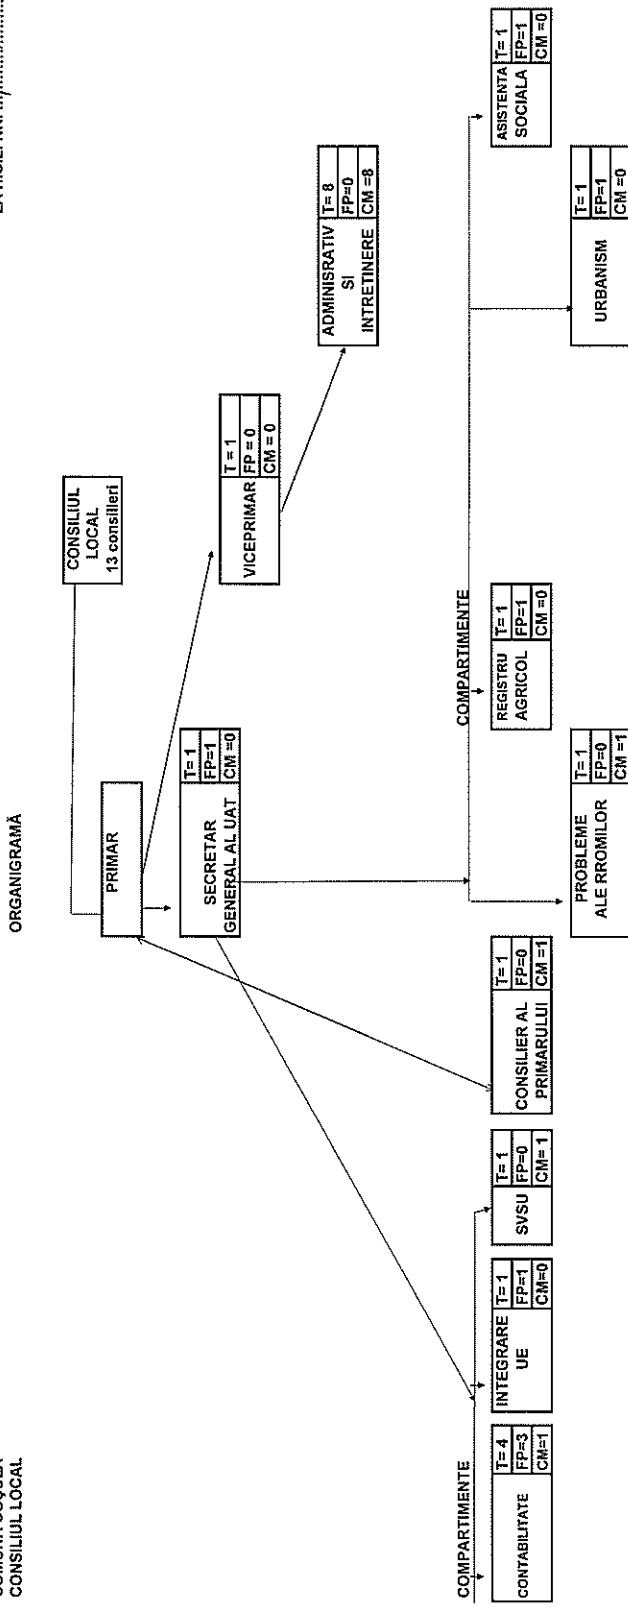 CONSILIUL LOCAL
ORGANIGRAMĂ
CONSILIUL
LOCAL
13 consilieri
PRIMAR
SECRETAR
GENERAL AL UAT
T= 1
FP=1
CM =0
VICEPRIMAR
T = 1
FP = 0
CM = 0
ADMINISRATIV
SI
INTRETINERE
T= 8
FP=0
CM =8
COMPARTIMENTE
CONTABILITATE
T= 4
FP=3
CM=1
INTEGRARE
UE
T= 1
FP=1
CM=0
SVSU
T= 1
FP=0
CM= 1
CONSILIER AL
PRIMARULUI
T= 1
FP=0
CM =1
COMPARTIMENTE
PROBLEME
ALE RROMILOR
T= 1
FP=0
CM =1
REGISTRU
AGRICOL
T= 1
FP=1
CM =0
URBANISM
T= 1
FP=1
CM =0
ASISTENTA
SOCIALA
T= 1
FP=1
CM =0